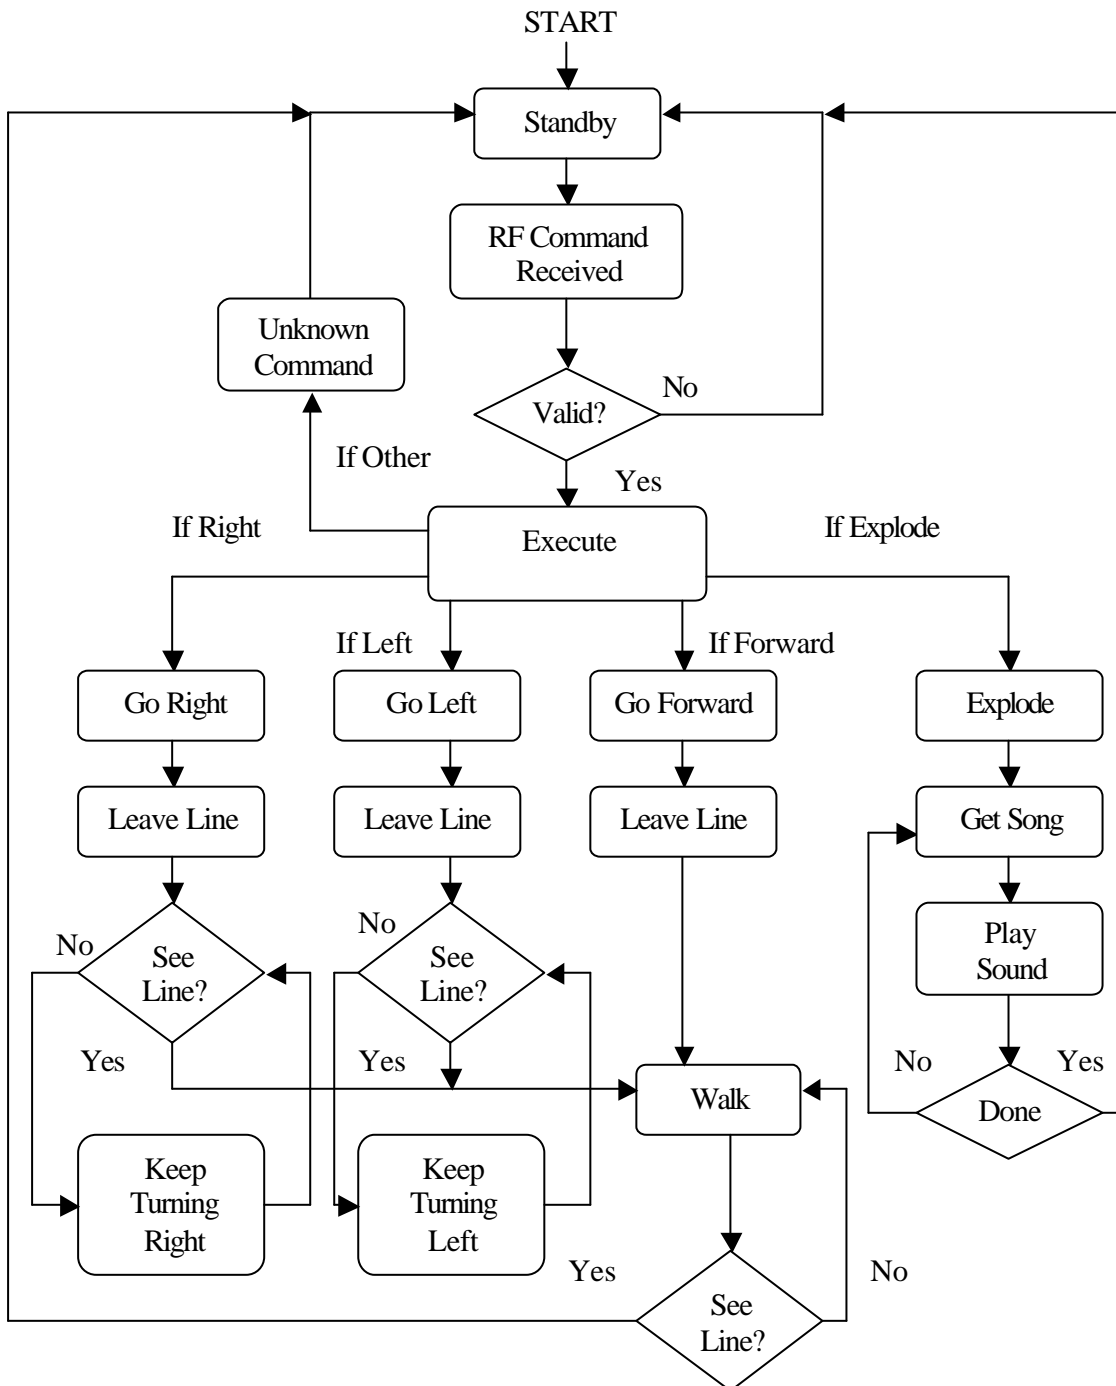 START
Standby
RF Command
Received
Unknown
Command
No
Valid?
If Other
Yes
If Right
Execute
If Explode
If Left
If Forward
Go Right
Go Left
Go Forward
Explode
Leave Line
Leave Line
Leave Line
Get Song
No
See
Line?
No
See
Line?
Play
Sound
Yes
Yes
No
Yes
Walk
Done
Keep
Turning
Right
Keep
Turning
Left
Yes
No
See
Line?